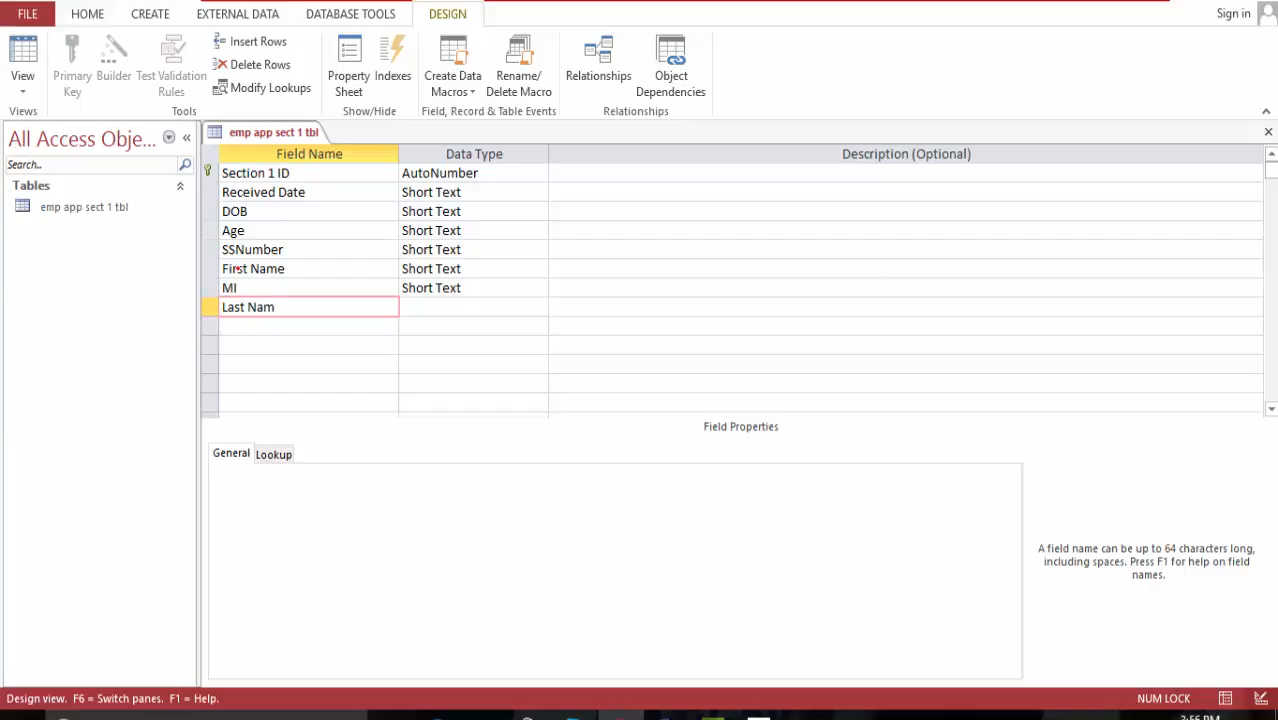 FILE HOME CREATE EXTERNAL DATA DATABASE TOOLS DESIGN Sign in
View
Views
Primary Key
Builder
Test Validation Rules
Insert Rows
Delete Rows
Modify Lookups
Tools
Property Sheet
Indexes
Show/Hide
Create Data Macros
Rename/ Delete Macro
Field, Record & Table Events
Relationships
Object Dependencies
Relationships
All Access Obje...
Search...
Tables
emp app sect 1 tbl
emp app sect 1 tbl
Field Name Data Type Description (Optional)
Section 1 ID AutoNumber
Received Date Short Text
DOB Short Text
Age Short Text
SSNumber Short Text
First Name Short Text
MI Short Text
Last Nam
Field Properties
General Lookup
A field name can be up to 64 characters long,
including spaces. Press F1 for help on field
names.
Design view. F6 = Switch panes. F1 = Help. NUM LOCK